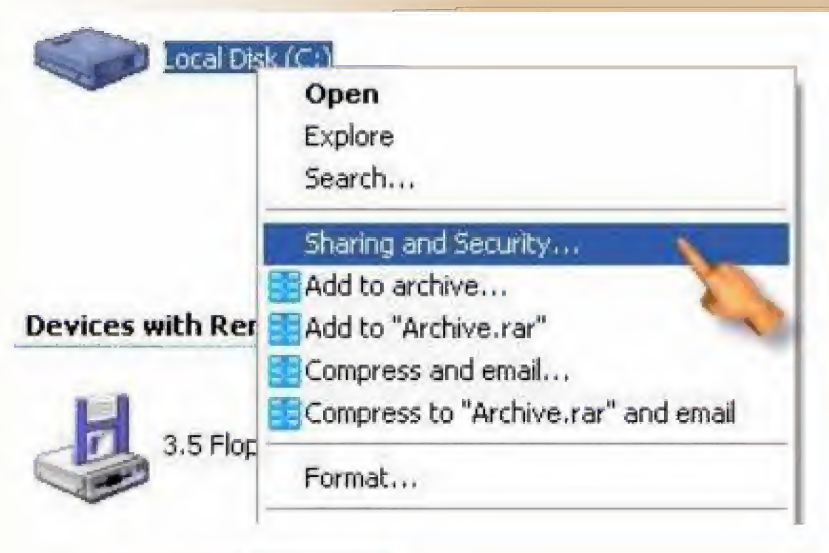 Local Disk (C:)
Open
Explore
Search...
Sharing and Security...
Add to archive...
Devices with Rer
Add to "Archive.rar"
Compress and email...
Compress to "Archive.rar" and email
3.5 Flop
Format...